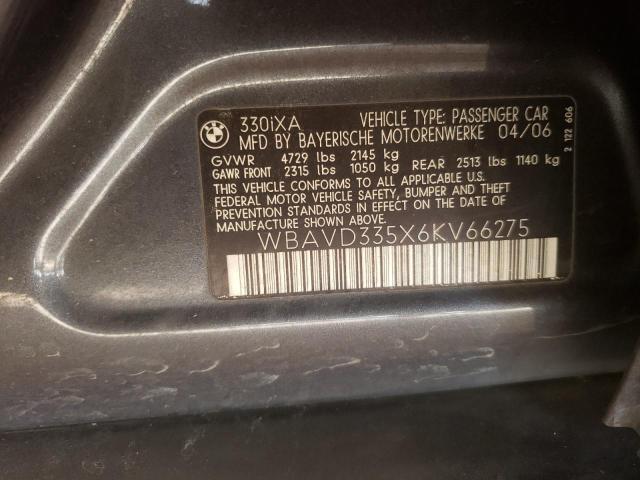 BMW
330iXA VEHICLE TYPE: PASSENGER CAR
MFD BY BAYERISCHE MOTORENWERKE 04/06
GVWR 4729 lbs 2145 kg
GAWR FRONT 2315 lbs 1050 kg REAR 2513 lbs 1140 kg
THIS VEHICLE CONFORMS TO ALL APPLICABLE U.S.
FEDERAL MOTOR VEHICLE SAFETY, BUMPER AND THEFT
PREVENTION STANDARDS IN EFFECT ON THE DATE OF
MANUFACTURE SHOWN ABOVE.
WBAVD335X6KV66275
2 122 606